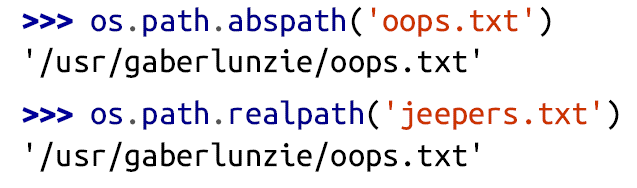 >>> os.path.abspath('oops.txt')
'/usr/gaberlunzie/oops.txt'
>>> os.path.realpath('jeepers.txt')
'/usr/gaberlunzie/oops.txt'